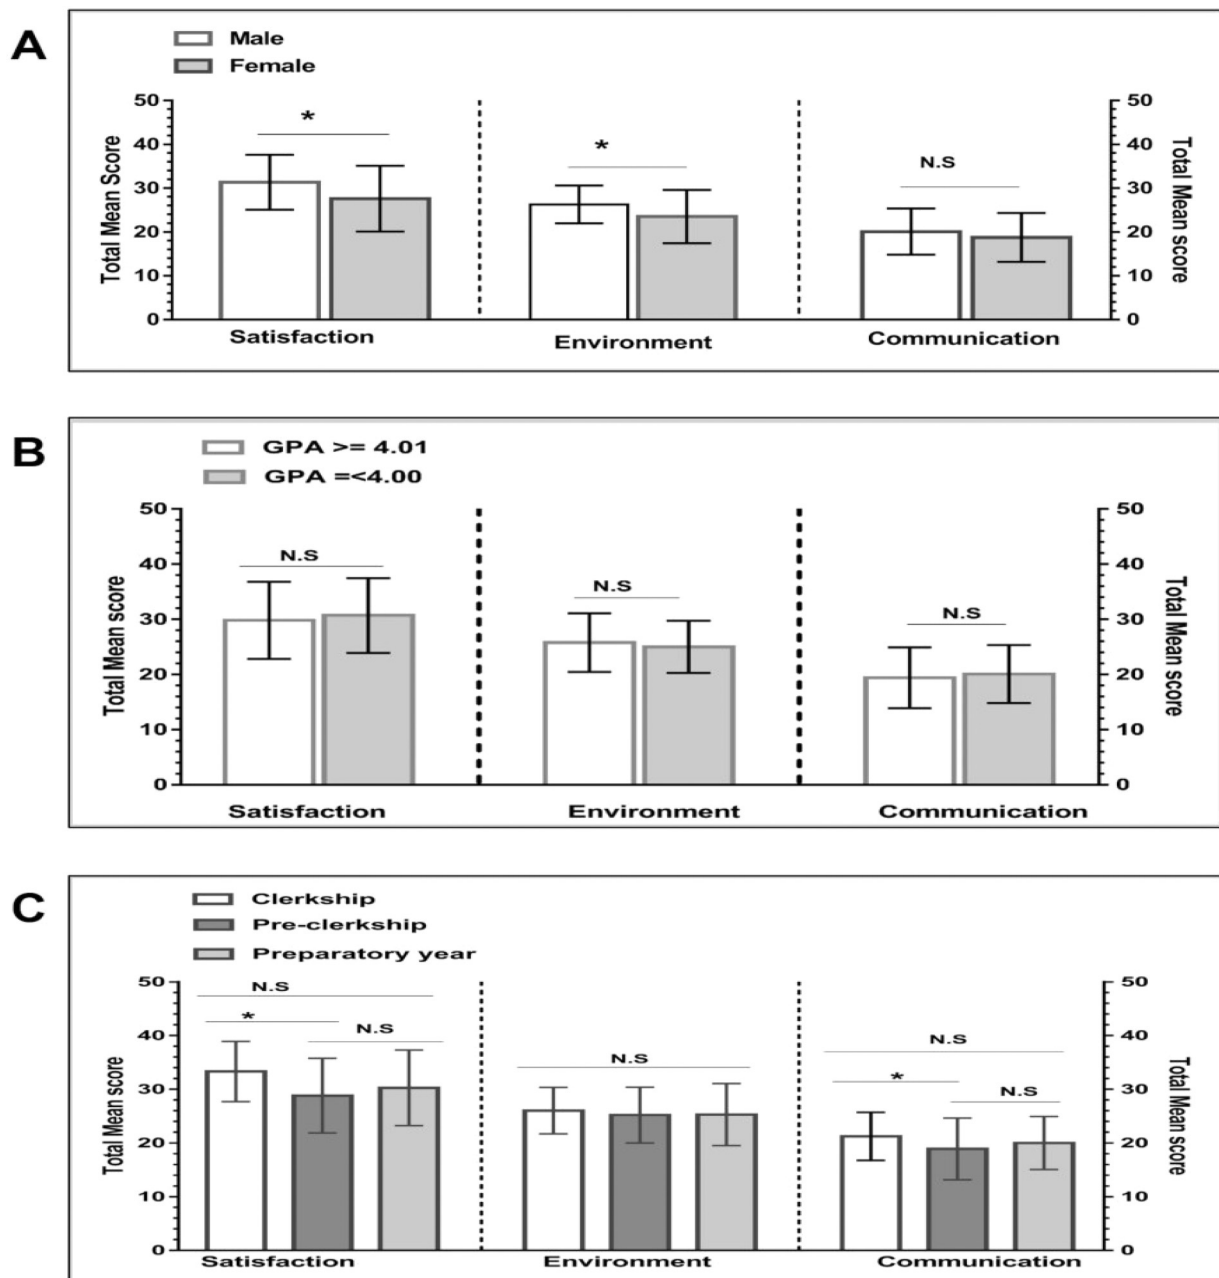 A
Male
Female
50 50
* 
40 * 40
N.S
30 30
20 20
10 10
0 0
Total Mean Score
Total Mean score
Satisfaction Environment Communication
B
GPA >= 4.01
GPA =<4.00
50 50
N.S
40 N.S 40
N.S
30 30
20 20
10 10
0 0
Total Mean score
Total Mean score
Satisfaction Environment Communication
C
Clerkship
Pre-clerkship
Preparatory year
50 N.S 50
* N.S
40 N.S 40
N.S
* N.S
30 30
20 20
10 10
0 0
Total Mean score
Total Mean score
Satisfaction Environment Communication